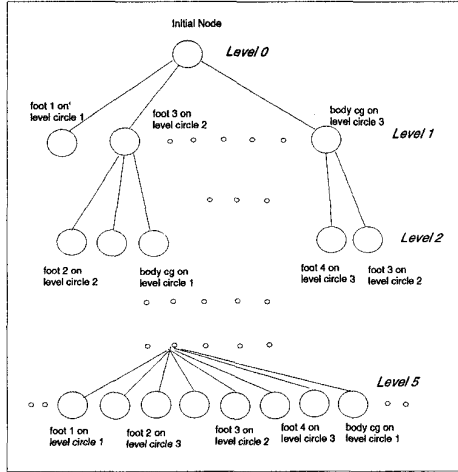 Initial Node
Level 0
foot 1 on'
level circle 1
foot 3 on
level circle 2
body cg on
level circle 3
Level 1
Level 2
foot 2 on
level circle 2
body cg on
level circle 1
foot 4 on
level circle 3
foot 3 on
level circle 2
Level 5
foot 1 on
level circle 1
foot 2 on
level circle 3
foot 3 on
level circle 2
foot 4 on
level circle 3
body cg on
level circle 1